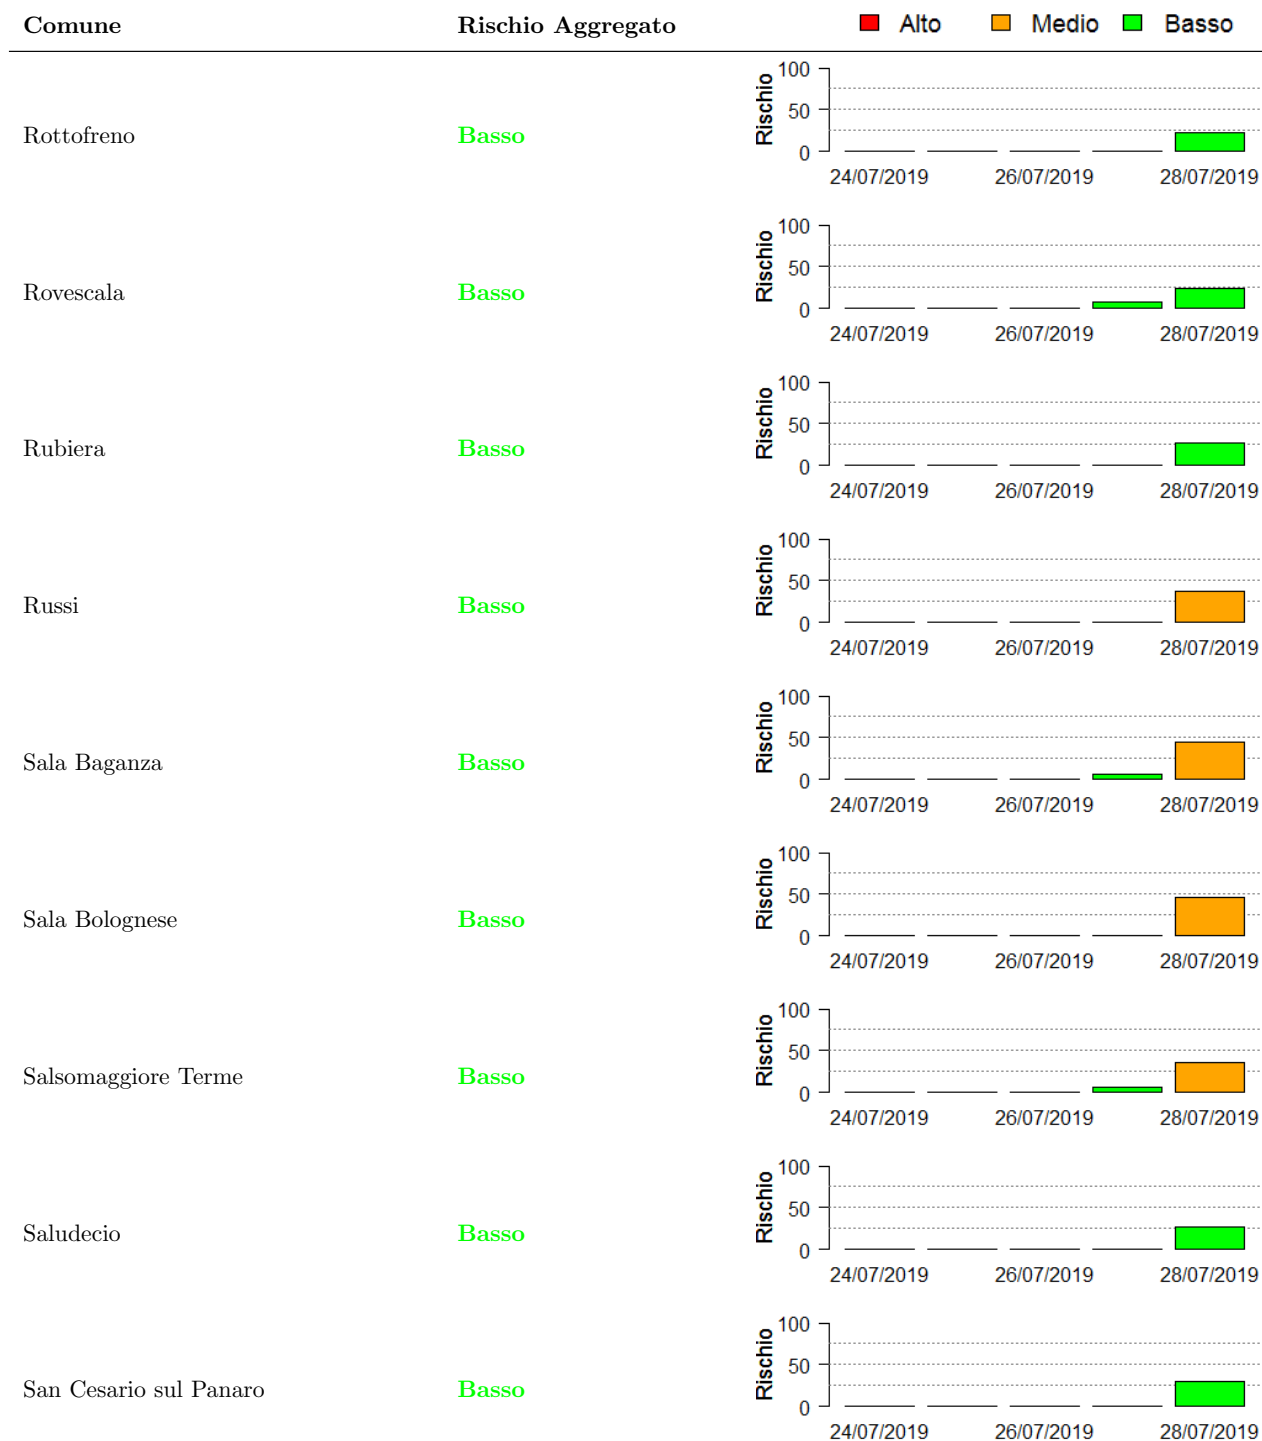 Comune Rischio Aggregato Alto Medio Basso
Rottofreno Basso Rischio 100 50 0
24/07/2019 26/07/2019 28/07/2019
Rovescala Basso Rischio 100 50 0
24/07/2019 26/07/2019 28/07/2019
Rubiera Basso Rischio 100 50 0
24/07/2019 26/07/2019 28/07/2019
Russi Basso Rischio 100 50 0
24/07/2019 26/07/2019 28/07/2019
Sala Baganza Basso Rischio 100 50 0
24/07/2019 26/07/2019 28/07/2019
Sala Bolognese Basso Rischio 100 50 0
24/07/2019 26/07/2019 28/07/2019
Salsomaggiore Terme Basso Rischio 100 50 0
24/07/2019 26/07/2019 28/07/2019
Saludecio Basso Rischio 100 50 0
24/07/2019 26/07/2019 28/07/2019
San Cesario sul Panaro Basso Rischio 100 50 0
24/07/2019 26/07/2019 28/07/2019